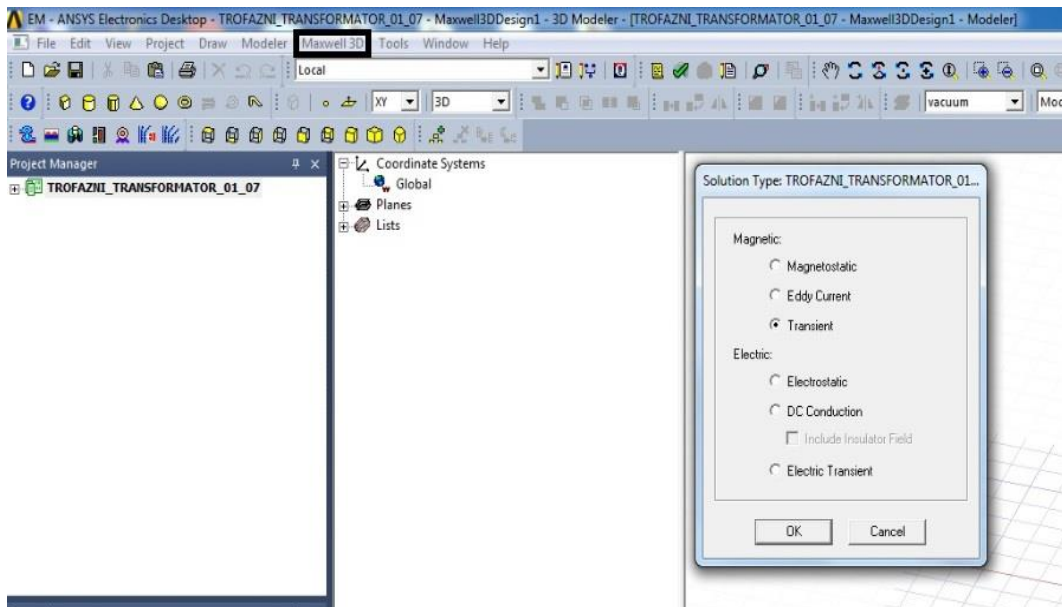 EM - ANSYS Electronics Desktop - TROFAZNI_TRANSFORMATOR_01_07 - Maxwell3DDesign1 - 3D Modeler - [TROFAZNI_TRANSFORMATOR_01_07 - Maxwell3DDesign1 - Modeler]
File Edit View Project Draw Modeler Maxwell 3D Tools Window Help
Local
XY 3D vacuum
Project Manager
TROFAZNI_TRANSFORMATOR_01_07
Coordinate Systems
Global
Planes
Lists
Solution Type: TROFAZNI_TRANSFORMATOR_01...
Magnetic:
Magnetostatic
Eddy Current
Transient
Electric:
Electrostatic
DC Conduction
Include Insulator Field
Electric Transient
OK Cancel